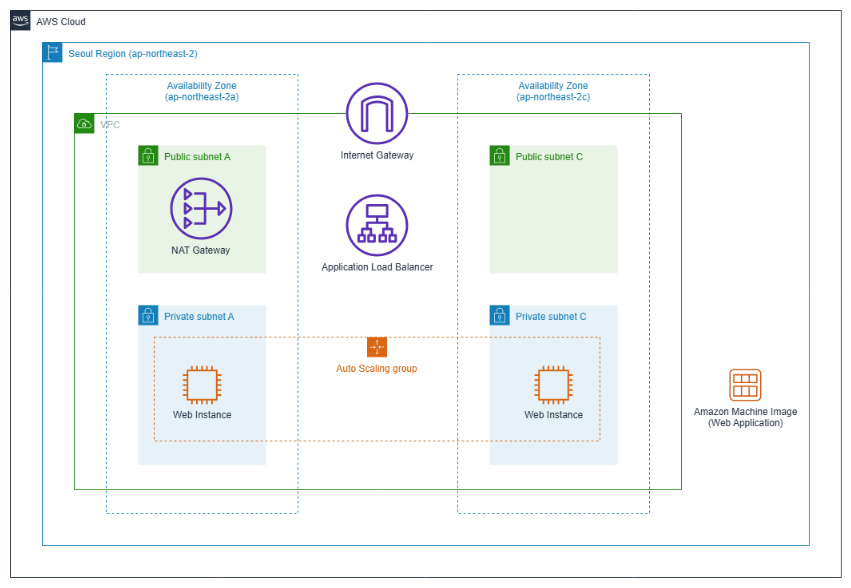 aws
AWS Cloud
Seoul Region (ap-northeast-2)
Availability Zone
(ap-northeast-2a)
Availability Zone
(ap-northeast-2c)
VPC
Internet Gateway
Public subnet A
Public subnet C
NAT Gateway
Application Load Balancer
Private subnet A
Private subnet C
Auto Scaling group
Web Instance
Web Instance
Amazon Machine Image
(Web Application)